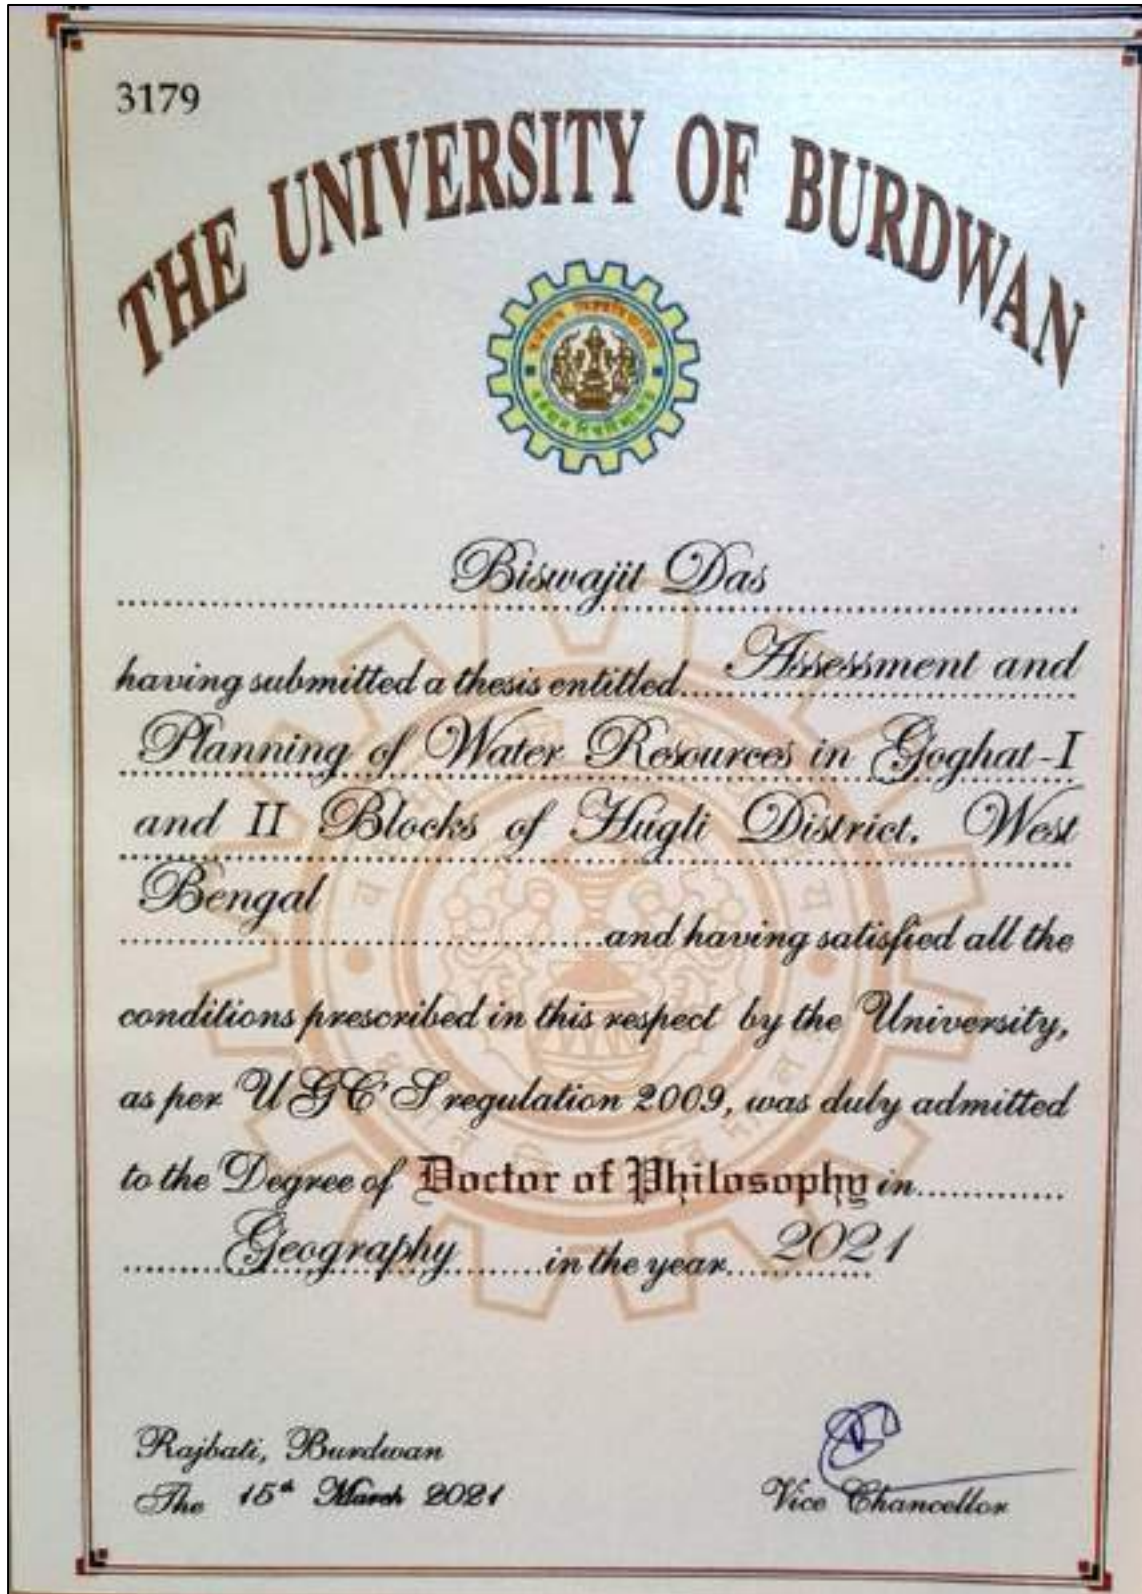 3179
THE UNIVERSITY OF BURDWAN
Biswajit Das
having submitted a thesis entitled Assessment and
Planning of Water Resources in Goghat-I
and II Blocks of Hugli District, West
Bengal
and having satisfied all the
conditions prescribed in this respect by the University,
as per UGC'S regulation 2009, was duly admitted
to the Degree of Doctor of Philosophy in
Geography in the year 2021
Rajbati, Burdwan
The 15th March 2021
Vice Chancellor